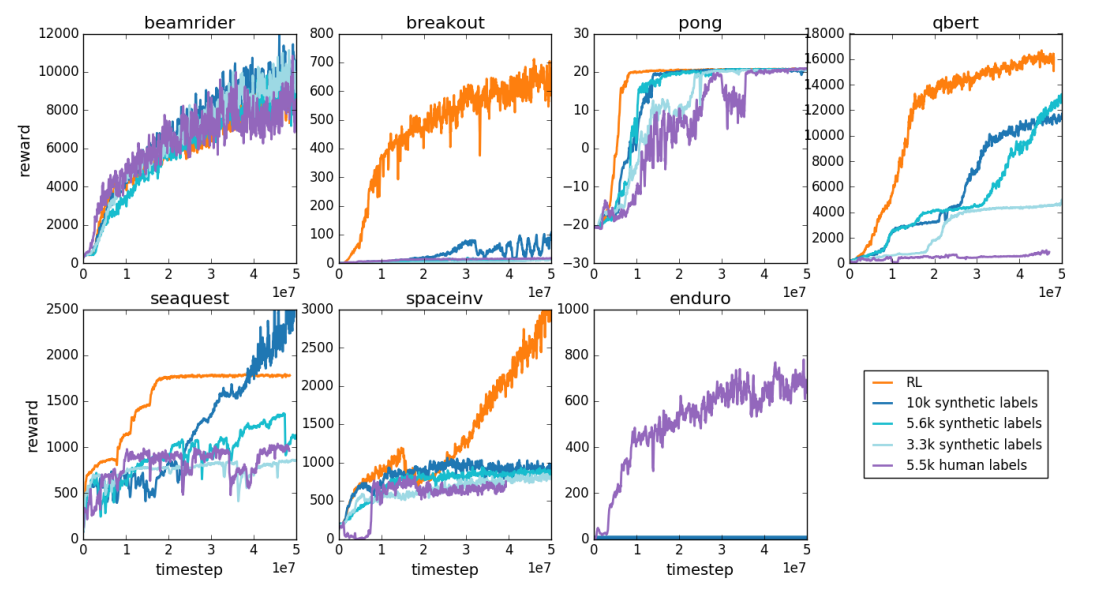 beamrider
breakout
pong
qbert
12000
10000
8000
6000
4000
2000
0
reward
0 1 2 3 4 5
1e7
800
700
600
500
400
300
200
100
0
0 1 2 3 4 5
1e7
30
20
10
0
−10
−20
−30
0 1 2 3 4 5
1e7
18000
16000
14000
12000
10000
8000
6000
4000
2000
0
0 1 2 3 4 5
1e7
seaquest
spaceinv
enduro
2500
2000
1500
1000
500
0
reward
0 1 2 3 4 5
1e7
timestep
3000
2500
2000
1500
1000
500
0
0 1 2 3 4 5
1e7
timestep
1000
800
600
400
200
0
0 1 2 3 4 5
1e7
timestep
RL
10k synthetic labels
5.6k synthetic labels
3.3k synthetic labels
5.5k human labels